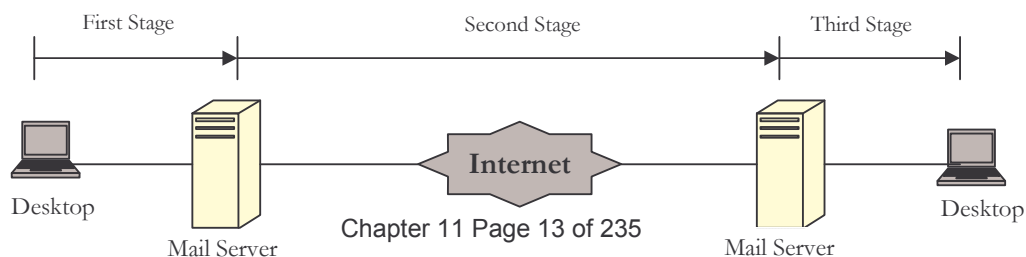 First Stage
Second Stage
Third Stage
Internet
Desktop
Desktop
Chapter 11 Page 13 of 235
Mail Server
Mail Server